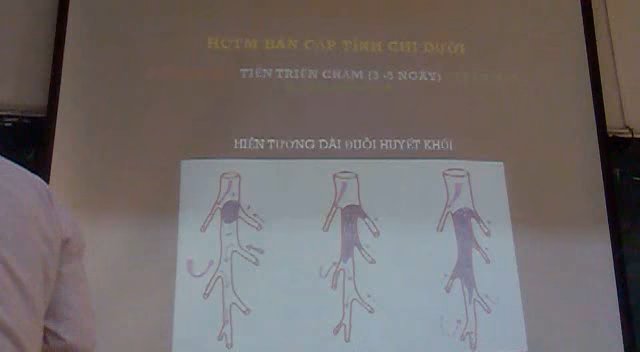 HCTM BÁN CẤP TÍNH CHI DƯỚI
TIẾN TRIỂN CHẬM (3 -5 NGÀY)
HIỆN TƯỢNG DÀI ĐUÔI HUYẾT KHỐI